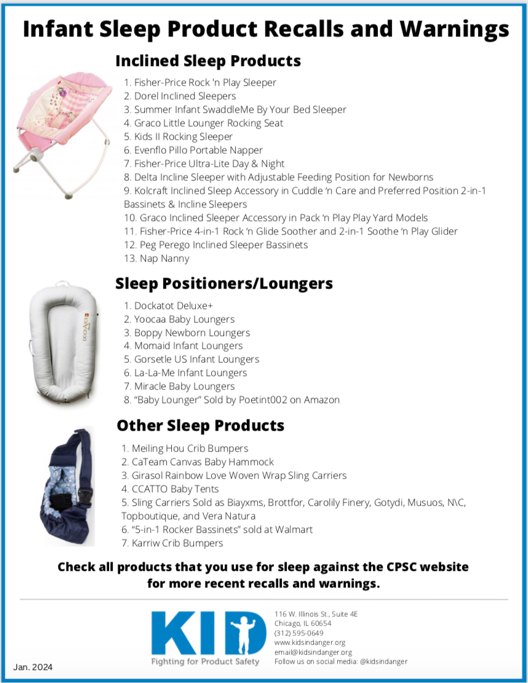 Infant Sleep Product Recalls and Warnings
Inclined Sleep Products
1. Fisher-Price Rock 'n Play Sleeper
2. Dorel Inclined Sleepers
3. Summer Infant SwaddleMe By Your Bed Sleeper
4. Graco Little Lounger Rocking Seat
5. Kids II Rocking Sleeper
6. Evenflo Pillo Portable Napper
7. Fisher-Price Ultra-Lite Day & Night
8. Delta Incline Sleeper with Adjustable Feeding Position for Newborns
9. Kolcraft Inclined Sleep Accessory in Cuddle 'n Care and Preferred Position 2-in-1
Bassinets & Incline Sleepers
10. Graco Inclined Sleeper Accessory in Pack 'n Play Play Yard Models
11. Fisher-Price 4-in-1 Rock 'n Glide Soother and 2-in-1 Soothe 'n Play Glider
12. Peg Perego Inclined Sleeper Bassinets
13. Nap Nanny
Sleep Positioners/Loungers
1. Dockatot Deluxe+
2. Yoocaa Baby Loungers
3. Boppy Newborn Loungers
4. Momaid Infant Loungers
5. Gorsetle US Infant Loungers
6. La-La-Me Infant Loungers
7. Miracle Baby Loungers
8. "Baby Lounger" Sold by Poetint002 on Amazon
Other Sleep Products
1. Meiling Hou Crib Bumpers
2. CaTeam Canvas Baby Hammock
3. Girasol Rainbow Love Woven Wrap Sling Carriers
4. CCATTO Baby Tents
5. Sling Carriers Sold as Biayxms, Brottfor, Carolily Finery, Gotydi, Musuos, N\C,
Topboutique, and Vera Natura
6. "5-in-1 Rocker Bassinets" sold at Walmart
7. Karriw Crib Bumpers
Check all products that you use for sleep against the CPSC website
for more recent recalls and warnings.
KID
Fighting for Product Safety
116 W. Illinois St., Suite 4E
Chicago, IL 60654
(312) 595-0649
www.kidsindanger.org
email@kidsindanger.org
Follow us on social media: @kidsindanger
Jan. 2024